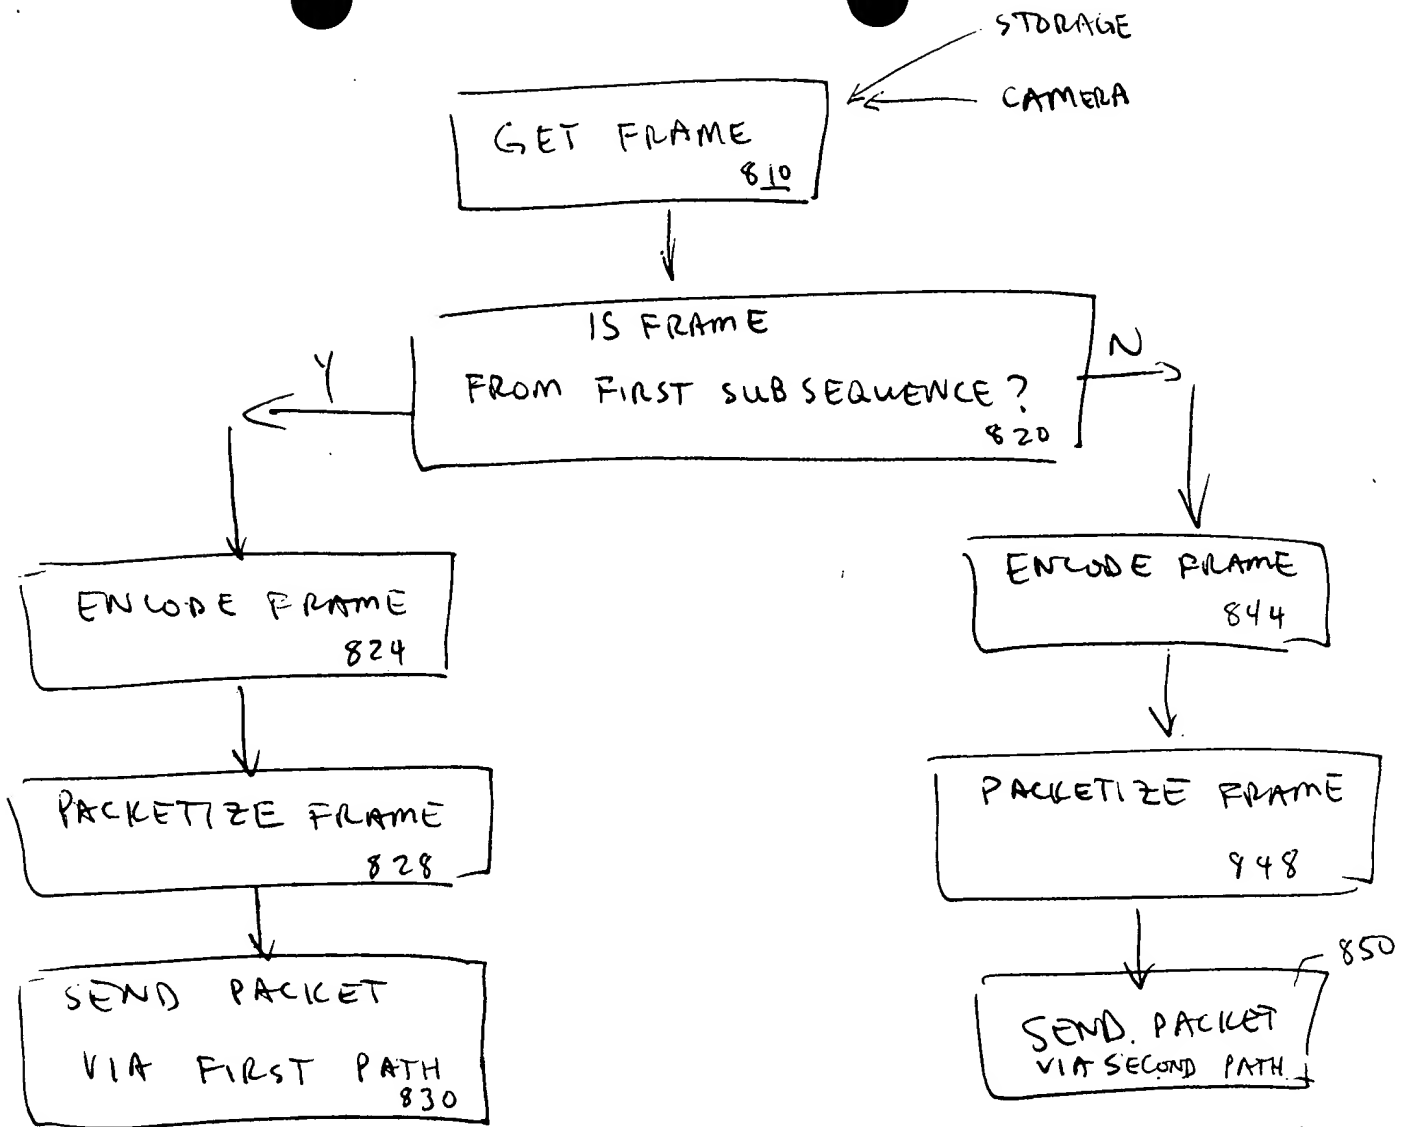 STORAGE
CAMERA
GET FRAME
810
IS FRAME
FROM FIRST SUBSEQUENCE?
820
Y
N
ENCODE FRAME
824
ENCODE FRAME
844
PACKETIZE FRAME
828
PACKETIZE FRAME
848
SEND PACKET
VIA FIRST PATH
830
850
SEND PACKET
VIA SECOND PATH